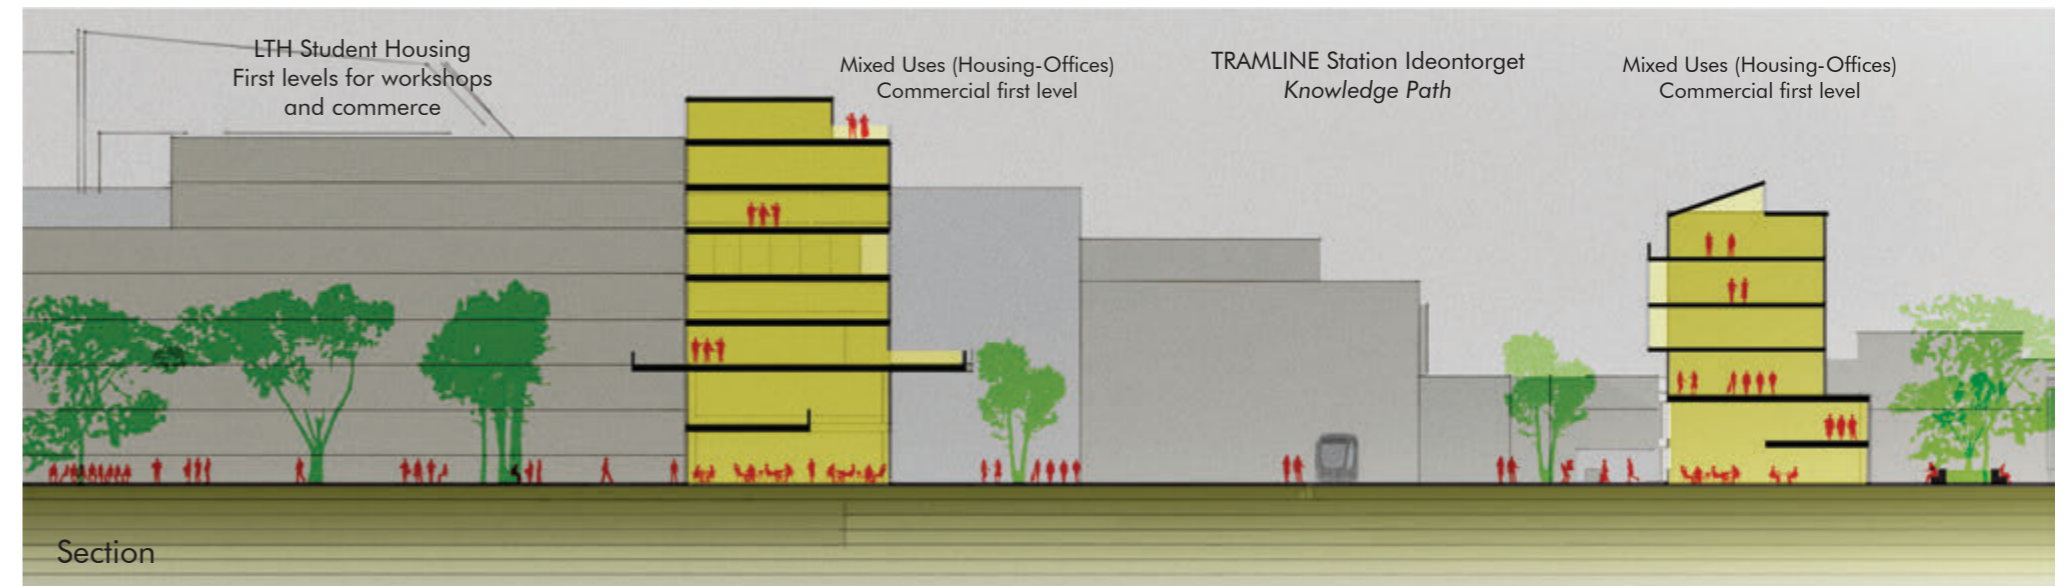 LTH Student Housing
First levels for workshops
and commerce
Mixed Uses (Housing-Offices)
Commercial first level
TRAMLINE Station Ideontorget
Knowledge Path
Mixed Uses (Housing-Offices)
Commercial first level
Section